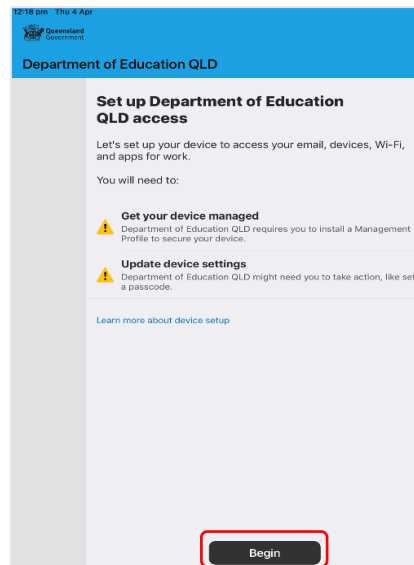 12:18 pm Thu 4 Apr
Queensland
Government
Department of Education QLD
Set up Department of Education
QLD access
Let's set up your device to access your email, devices, Wi-Fi,
and apps for work.
You will need to:
Get your device managed
Department of Education QLD requires you to install a Management
Profile to secure your device.
Update device settings
Department of Education QLD might need you to take action, like set
a passcode.
Learn more about device setup
Begin